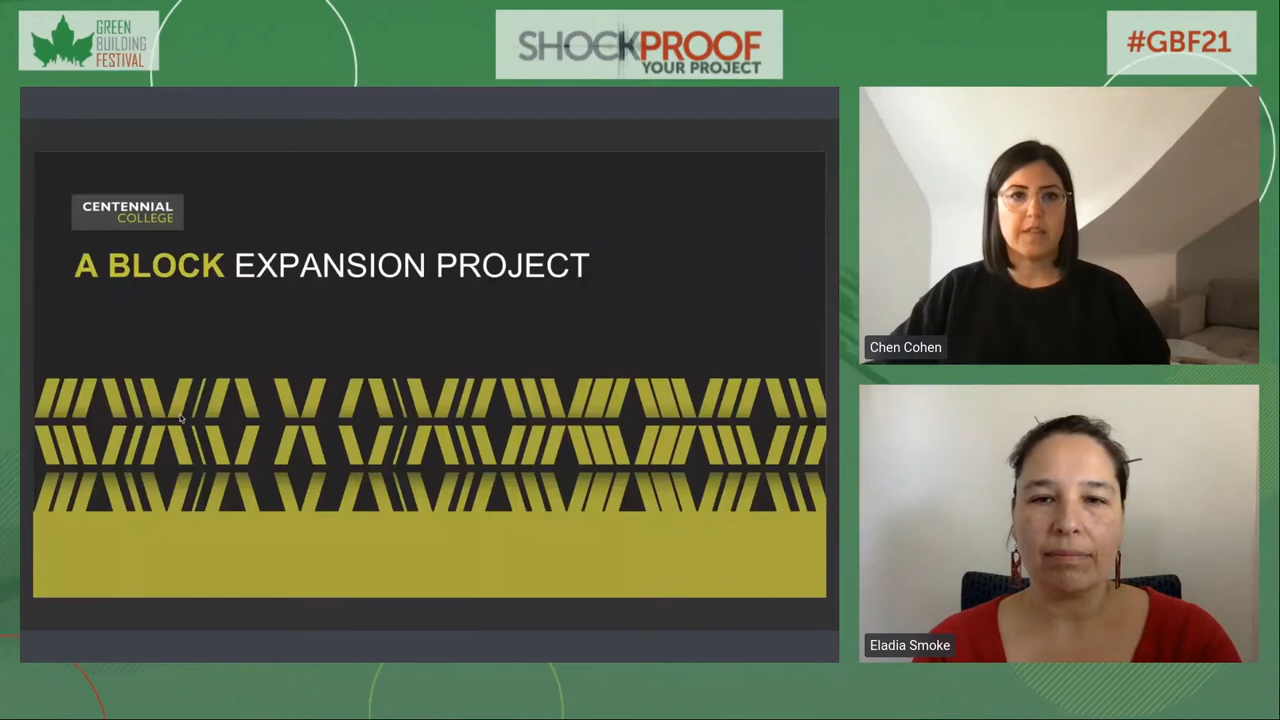 GREEN
BUILDING
FESTIVAL
SHOCKPROOF
YOUR PROJECT
#GBF21
CENTENNIAL
COLLEGE
A BLOCK EXPANSION PROJECT
Chen Cohen
Eladia Smoke